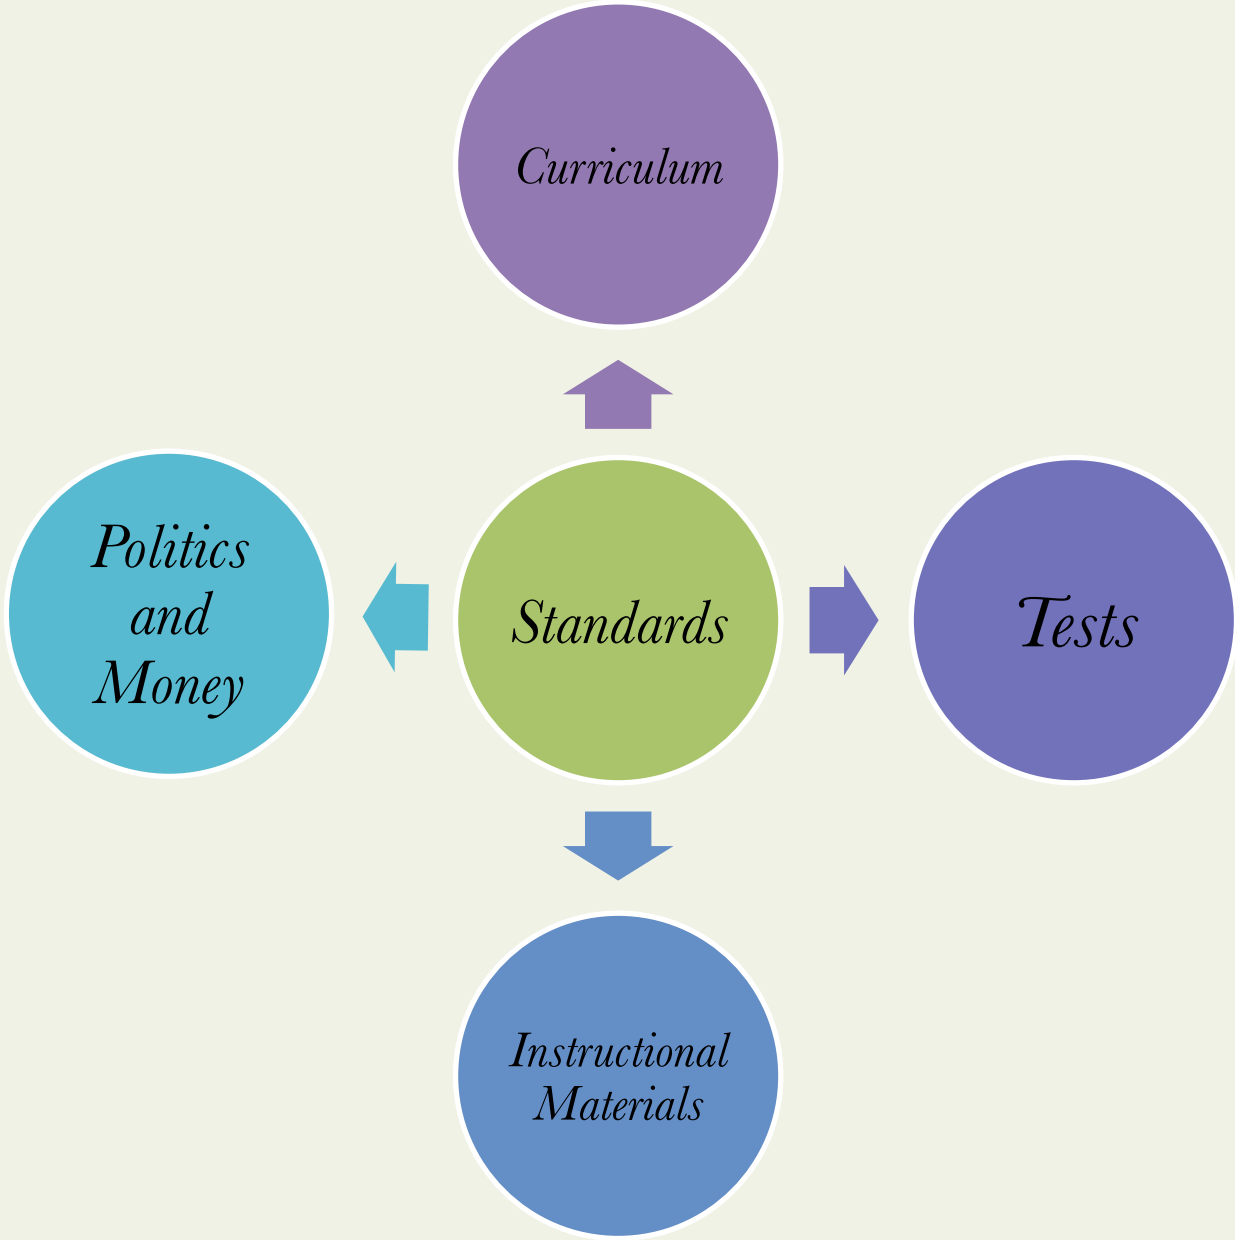 Curriculum
Politics
and
Money
Standards
Tests
Instructional
Materials